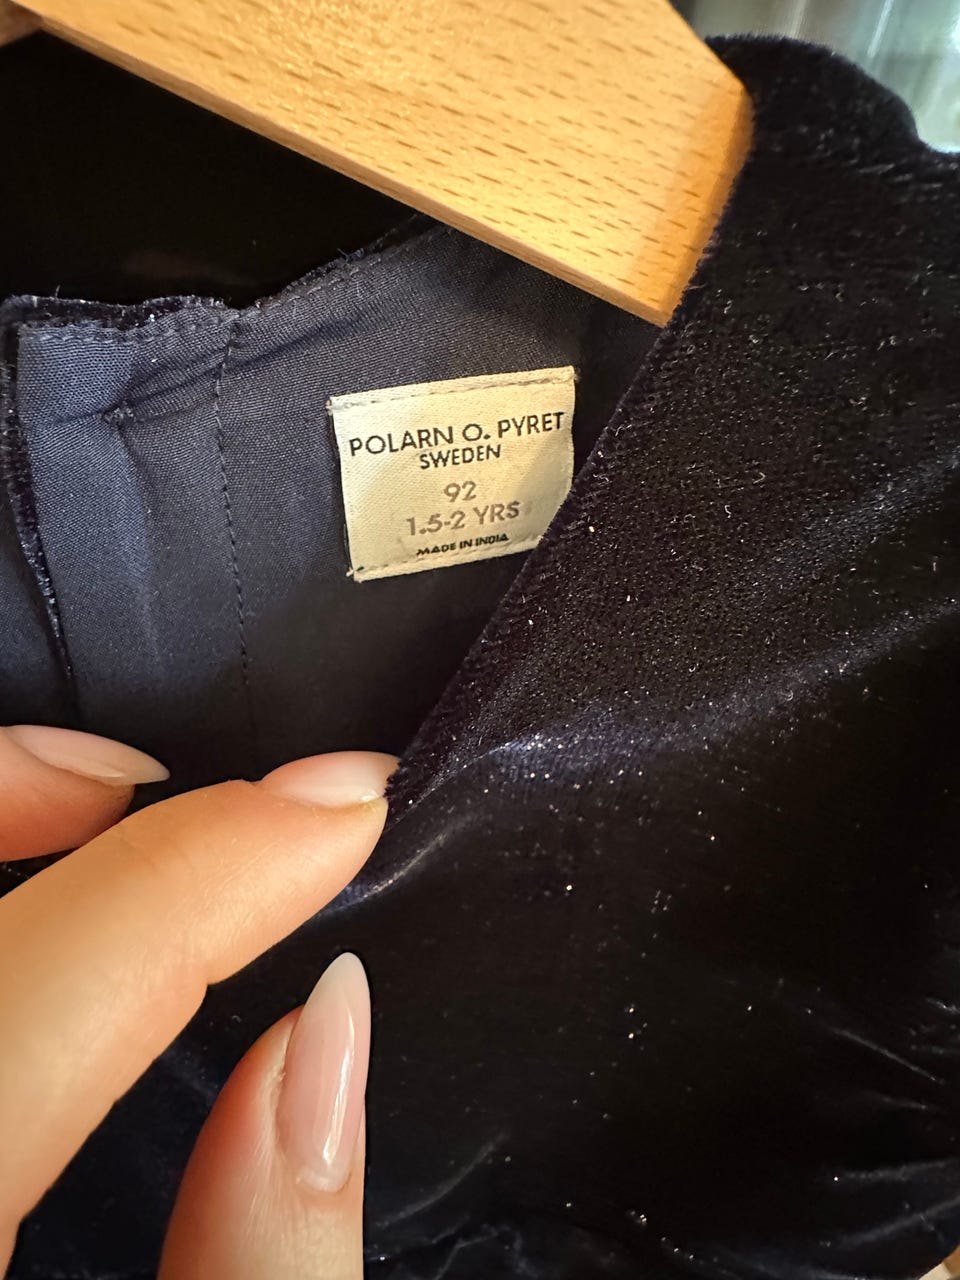 POLARN O. PYRET
SWEDEN
92
1.5-2 YRS
MADE IN INDIA